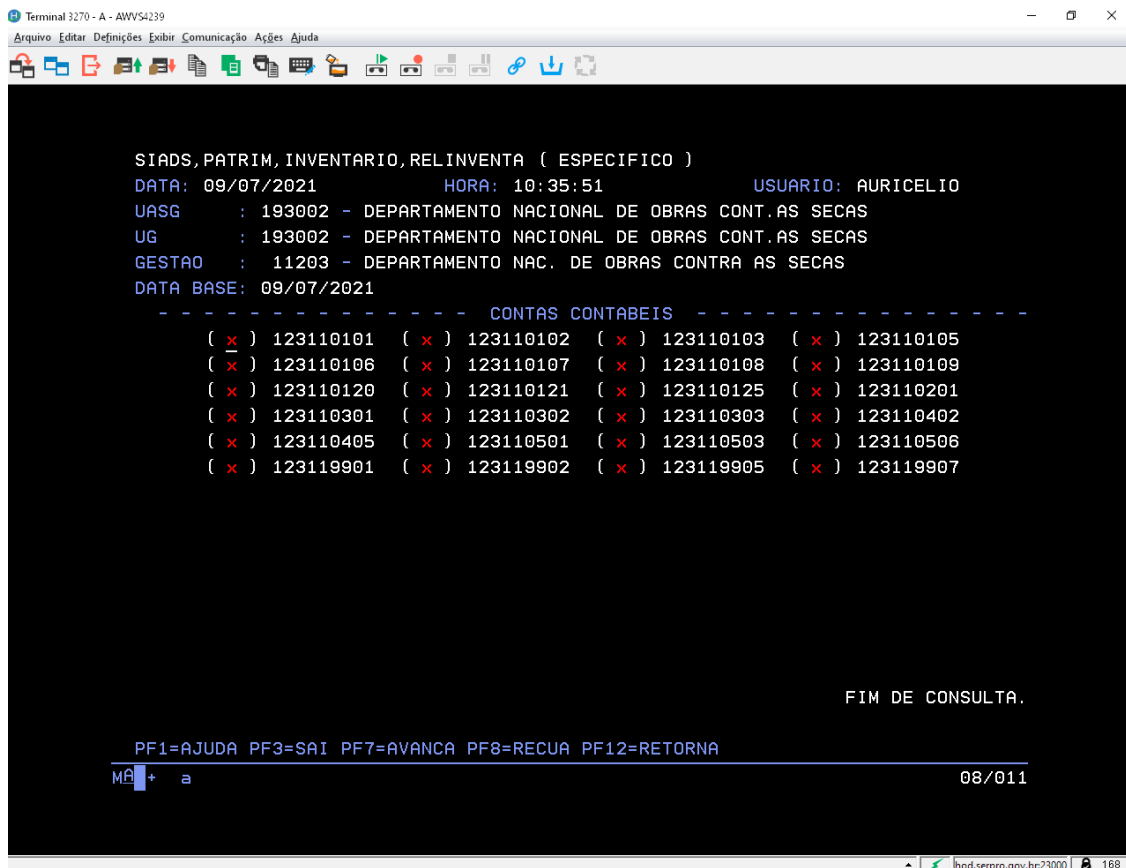 Terminal 3270 - A - AWVS4239
Arquivo Editar Definições Exibir Comunicação Ações Ajuda
SIADS,PATRIM,INVENTARIO,RELINVENTA ( ESPECIFICO )
DATA: 09/07/2021 HORA: 10:35:51 USUARIO: AURICELIO
UASG : 193002 - DEPARTAMENTO NACIONAL DE OBRAS CONT.AS SECAS
UG : 193002 - DEPARTAMENTO NACIONAL DE OBRAS CONT.AS SECAS
GESTAO : 11203 - DEPARTAMENTO NAC. DE OBRAS CONTRA AS SECAS
DATA BASE: 09/07/2021
- - - - - - - - - - - - - - CONTAS CONTABEIS - - - - - - - - - - - - - - -
( x ) 123110101 ( x ) 123110102 ( x ) 123110103 ( x ) 123110105
( x ) 123110106 ( x ) 123110107 ( x ) 123110108 ( x ) 123110109
( x ) 123110120 ( x ) 123110121 ( x ) 123110125 ( x ) 123110201
( x ) 123110301 ( x ) 123110302 ( x ) 123110303 ( x ) 123110402
( x ) 123110405 ( x ) 123110501 ( x ) 123110503 ( x ) 123110506
( x ) 123119901 ( x ) 123119902 ( x ) 123119905 ( x ) 123119907
FIM DE CONSULTA.
PF1=AJUDA PF3=SAI PF7=AVANCA PF8=RECUA PF12=RETORNA
MA + a 08/011
hod.serpro.gov.br:23000 168